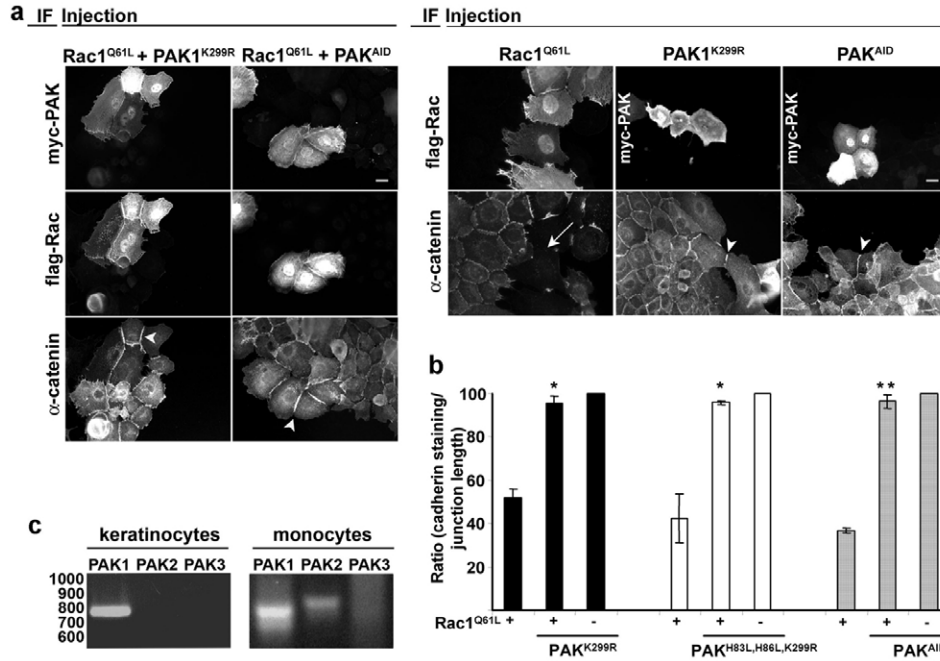 a IF Injection
Rac1Q61L + PAK1K299R Rac1Q61L + PAKAID
myc-PAK
flag-Rac
α-catenin
IF Injection
Rac1Q61L PAK1K299R PAKAID
flag-Rac
myc-PAK
myc-PAK
α-catenin
b
Ratio (cadherin staining/
junction length)
100
80
60
40
20
* * **
Rac1Q61L + + - + + - + + -
PAKK299R PAKH83L,H86L,K299R
c
keratinocytes monocytes
PAK1 PAK2 PAK3 PAK1 PAK2 PAK3
1000
900
800
700
600